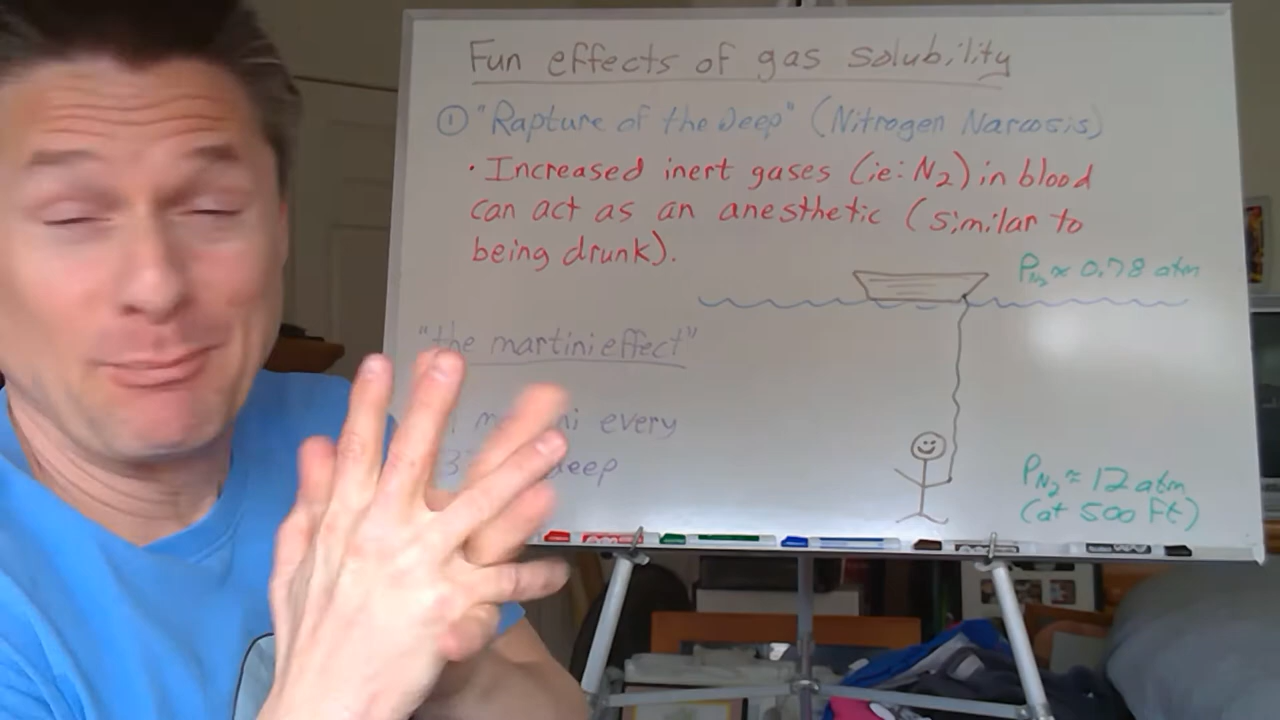 Fun effects of gas solubility
① "Rapture of the Deep" (Nitrogen Narcosis)
• Increased inert gases (ie: N2) in blood
can act as an anesthetic (similar to
being drunk).
PN2 ≈ 0.78 atm
"the martini effect"
every
deep
PN2 ≈ 12 atm
(at 500 Ft)